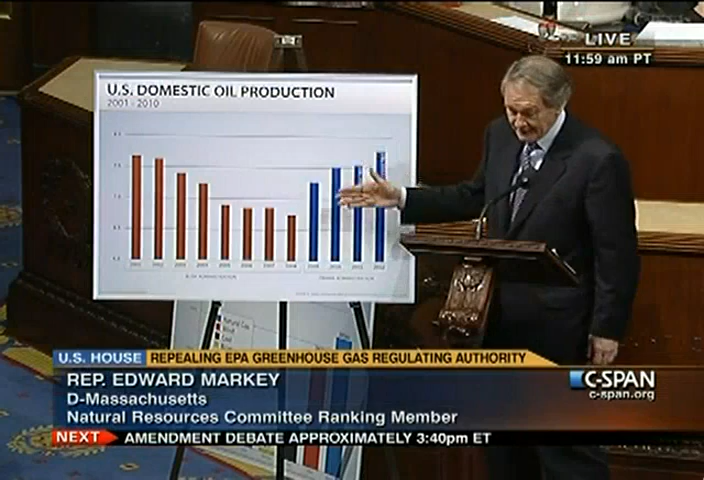 LIVE
11:59 am PT
U.S. DOMESTIC OIL PRODUCTION
2001 - 2010
U.S. HOUSE
REPEALING EPA GREENHOUSE GAS REGULATING AUTHORITY
REP. EDWARD MARKEY
D-Massachusetts
Natural Resources Committee Ranking Member
C-SPAN
c-span.org
NEXT
AMENDMENT DEBATE APPROXIMATELY 3:40pm ET